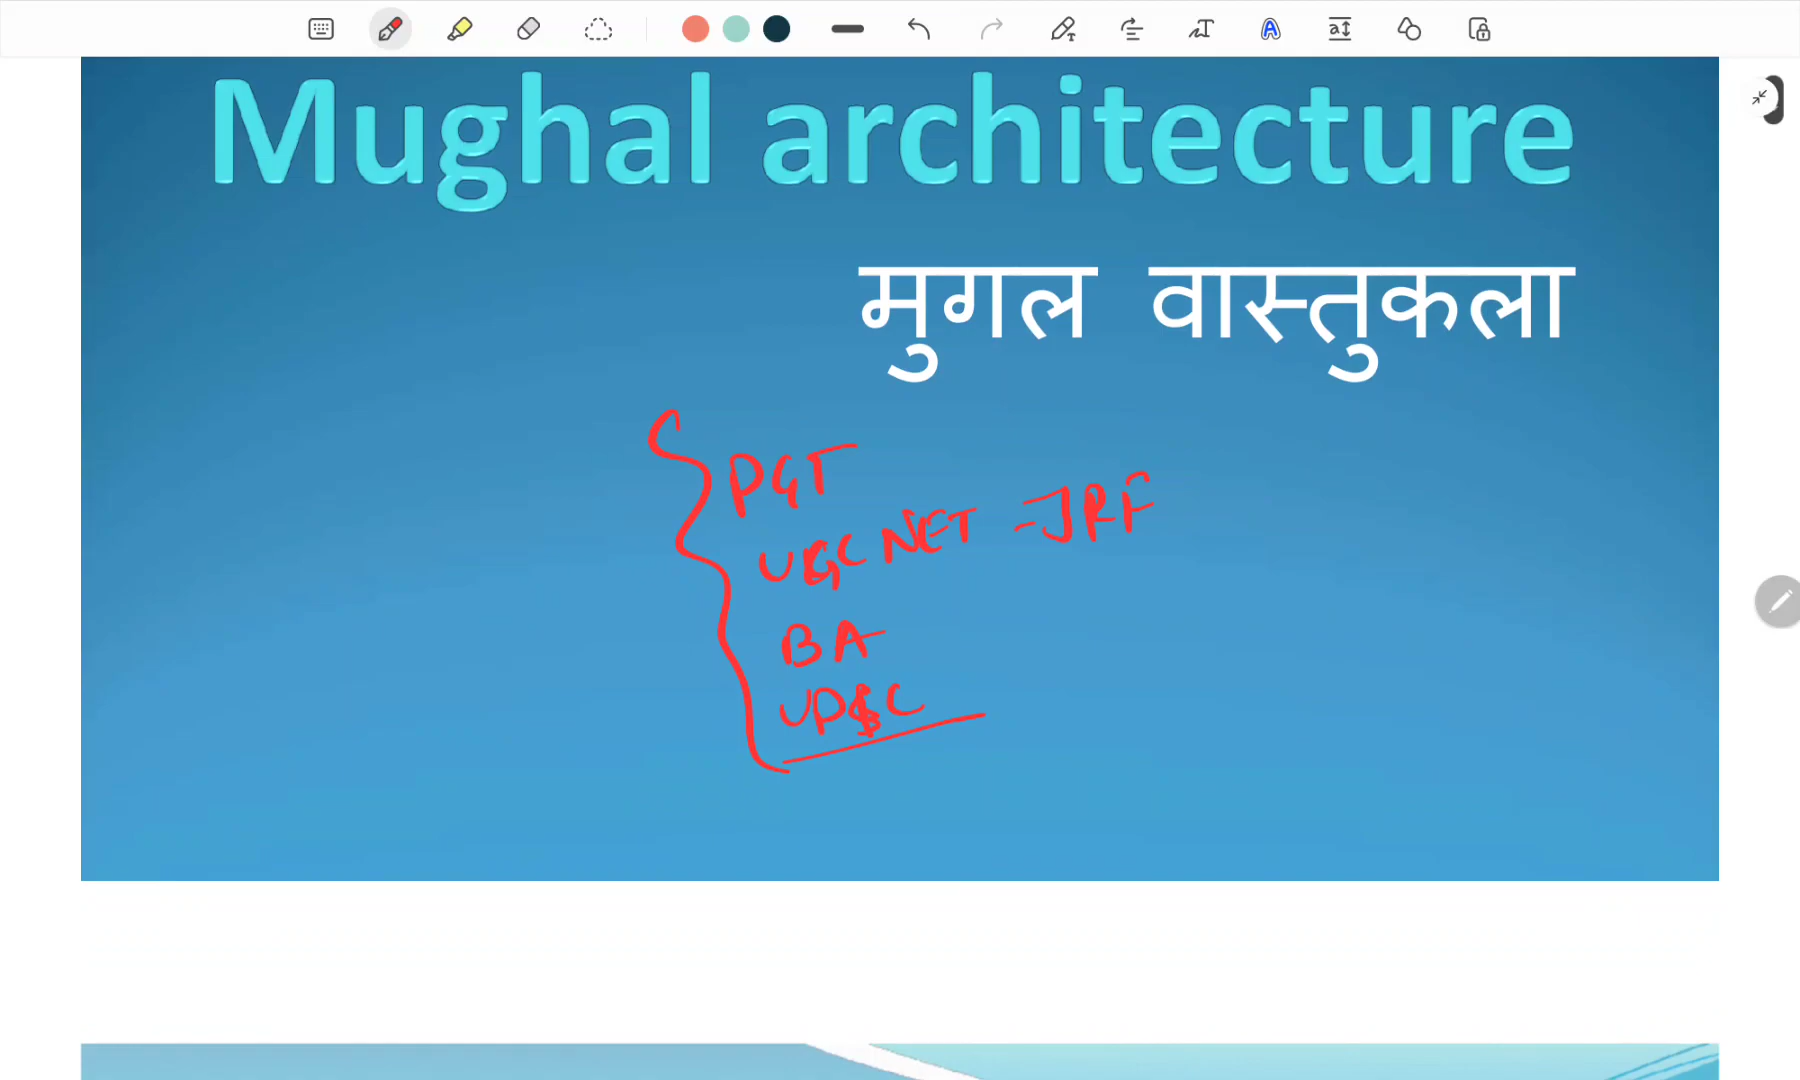 Mughal architecture
मुगल वास्तुकला
PGT
UGC NET = JRF
BA
UPSC